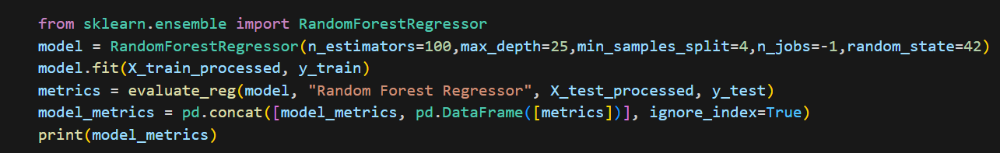 from sklearn.ensemble import RandomForestRegressor
model = RandomForestRegressor(n_estimators=100,max_depth=25,min_samples_split=4,n_jobs=-1,random_state=42)
model.fit(X_train_processed, y_train)
metrics = evaluate_reg(model, "Random Forest Regressor", X_test_processed, y_test)
model_metrics = pd.concat([model_metrics, pd.DataFrame([metrics])], ignore_index=True)
print(model_metrics)